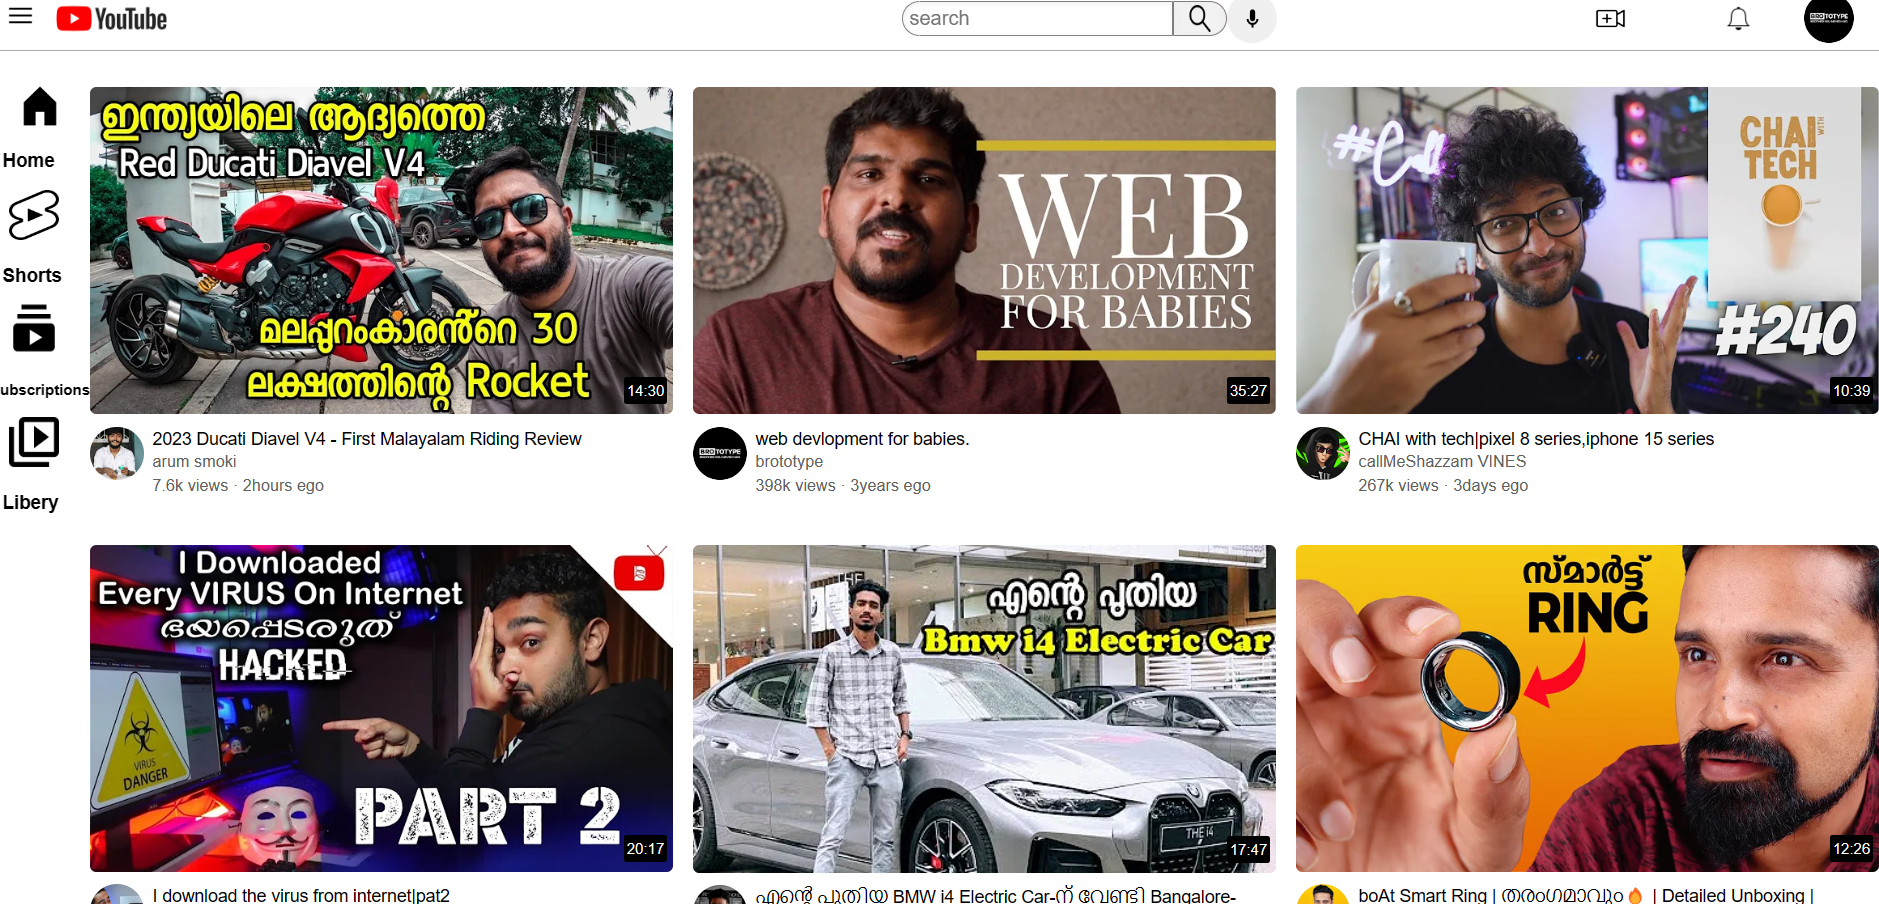 YouTube
search
BROTOTYPE
Home
Shorts
ubscriptions
Libery
ഇന്ത്യയിലെ ആദ്യത്തെ
Red Ducati Diavel V4
മലപ്പുറംകാരൻ്റെ 30
ലക്ഷത്തിന്റെ Rocket
14:30
2023 Ducati Diavel V4 - First Malayalam Riding Review
arum smoki
7.6k views · 2hours ego
WEB
DEVELOPMENT
FOR BABIES
35:27
BROTOTYPE
web devlopment for babies.
brototype
398k views · 3years ego
CHAI WITH
TECH
#240
10:39
CHAI with tech|pixel 8 series,iphone 15 series
callMeShazzam VINES
267k views · 3days ego
I Downloaded
Every VIRUS On Internet
ഭയപ്പെടരുത്
HACKED
VIRUS
DANGER
PART 2
20:17
I download the virus from internet|pat2
THE
എന്റെ പുതിയ
Bmw i4 Electric Car
THE i4
17:47
എന്റെ പുതിയ BMW i4 Electric Car-ന് വേണ്ടി Bangalore-
സ്മാർട്ട്
RING
12:26
boAt Smart Ring | തരംഗമാവും🔥 | Detailed Unboxing |